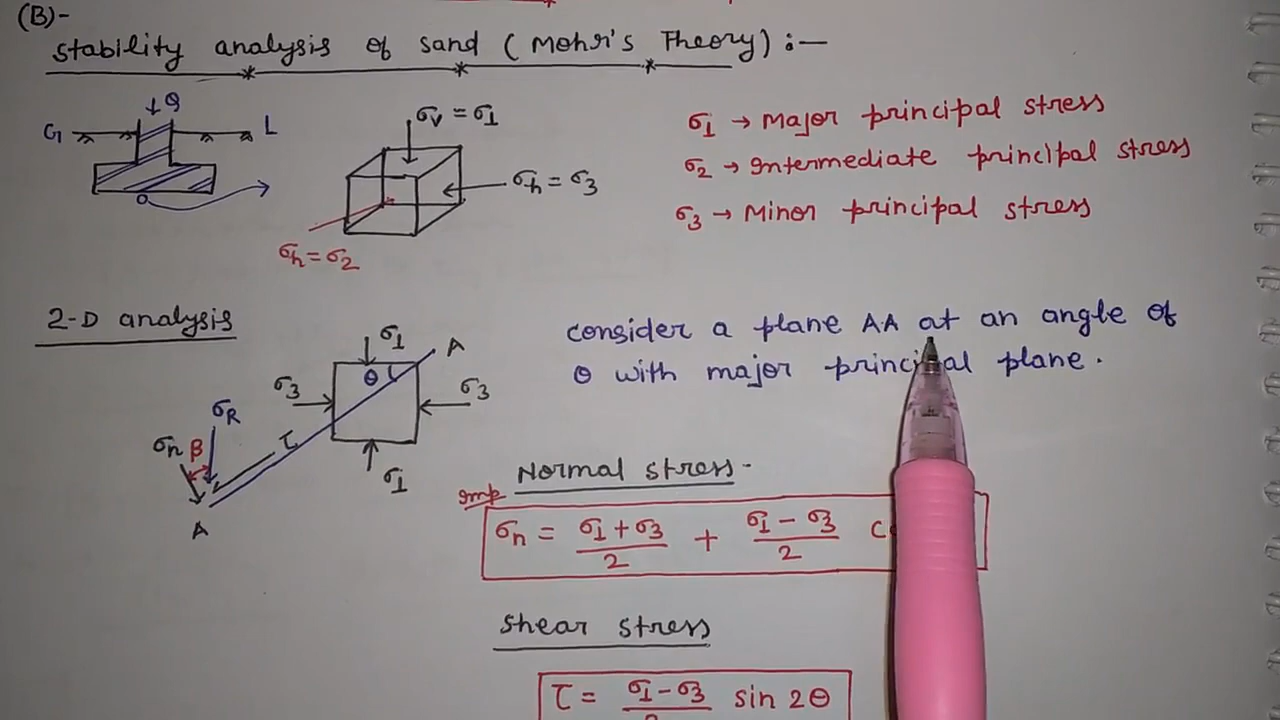 (B)-
Stability analysis of sand (Mohr's Theory) :-
↓Q
G L
σv = σ1
σh = σ3
σh = σ2
σ1 → Major principal stress
σ2 → Intermediate principal stress
σ3 → Minor principal stress
2-D analysis
σ1
A
θ
σ3 σ3
σR
σn β
τ
σ1
A
consider a plane AA at an angle of
θ with major principal plane.
Normal stress.
Imp
σn = (σ1 + σ3)/2 + (σ1 - σ3)/2
Shear stress
τ = (σ1 - σ3)/2 sin 2θ